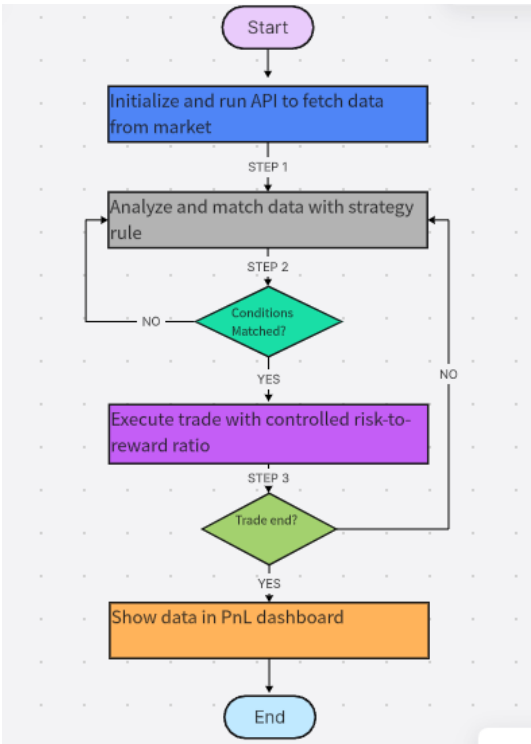 Start
Initialize and run API to fetch data
from market
STEP 1
Analyze and match data with strategy
rule
STEP 2
Conditions
Matched?
NO
YES
NO
Execute trade with controlled risk-to-
reward ratio
STEP 3
Trade end?
YES
Show data in PnL dashboard
End